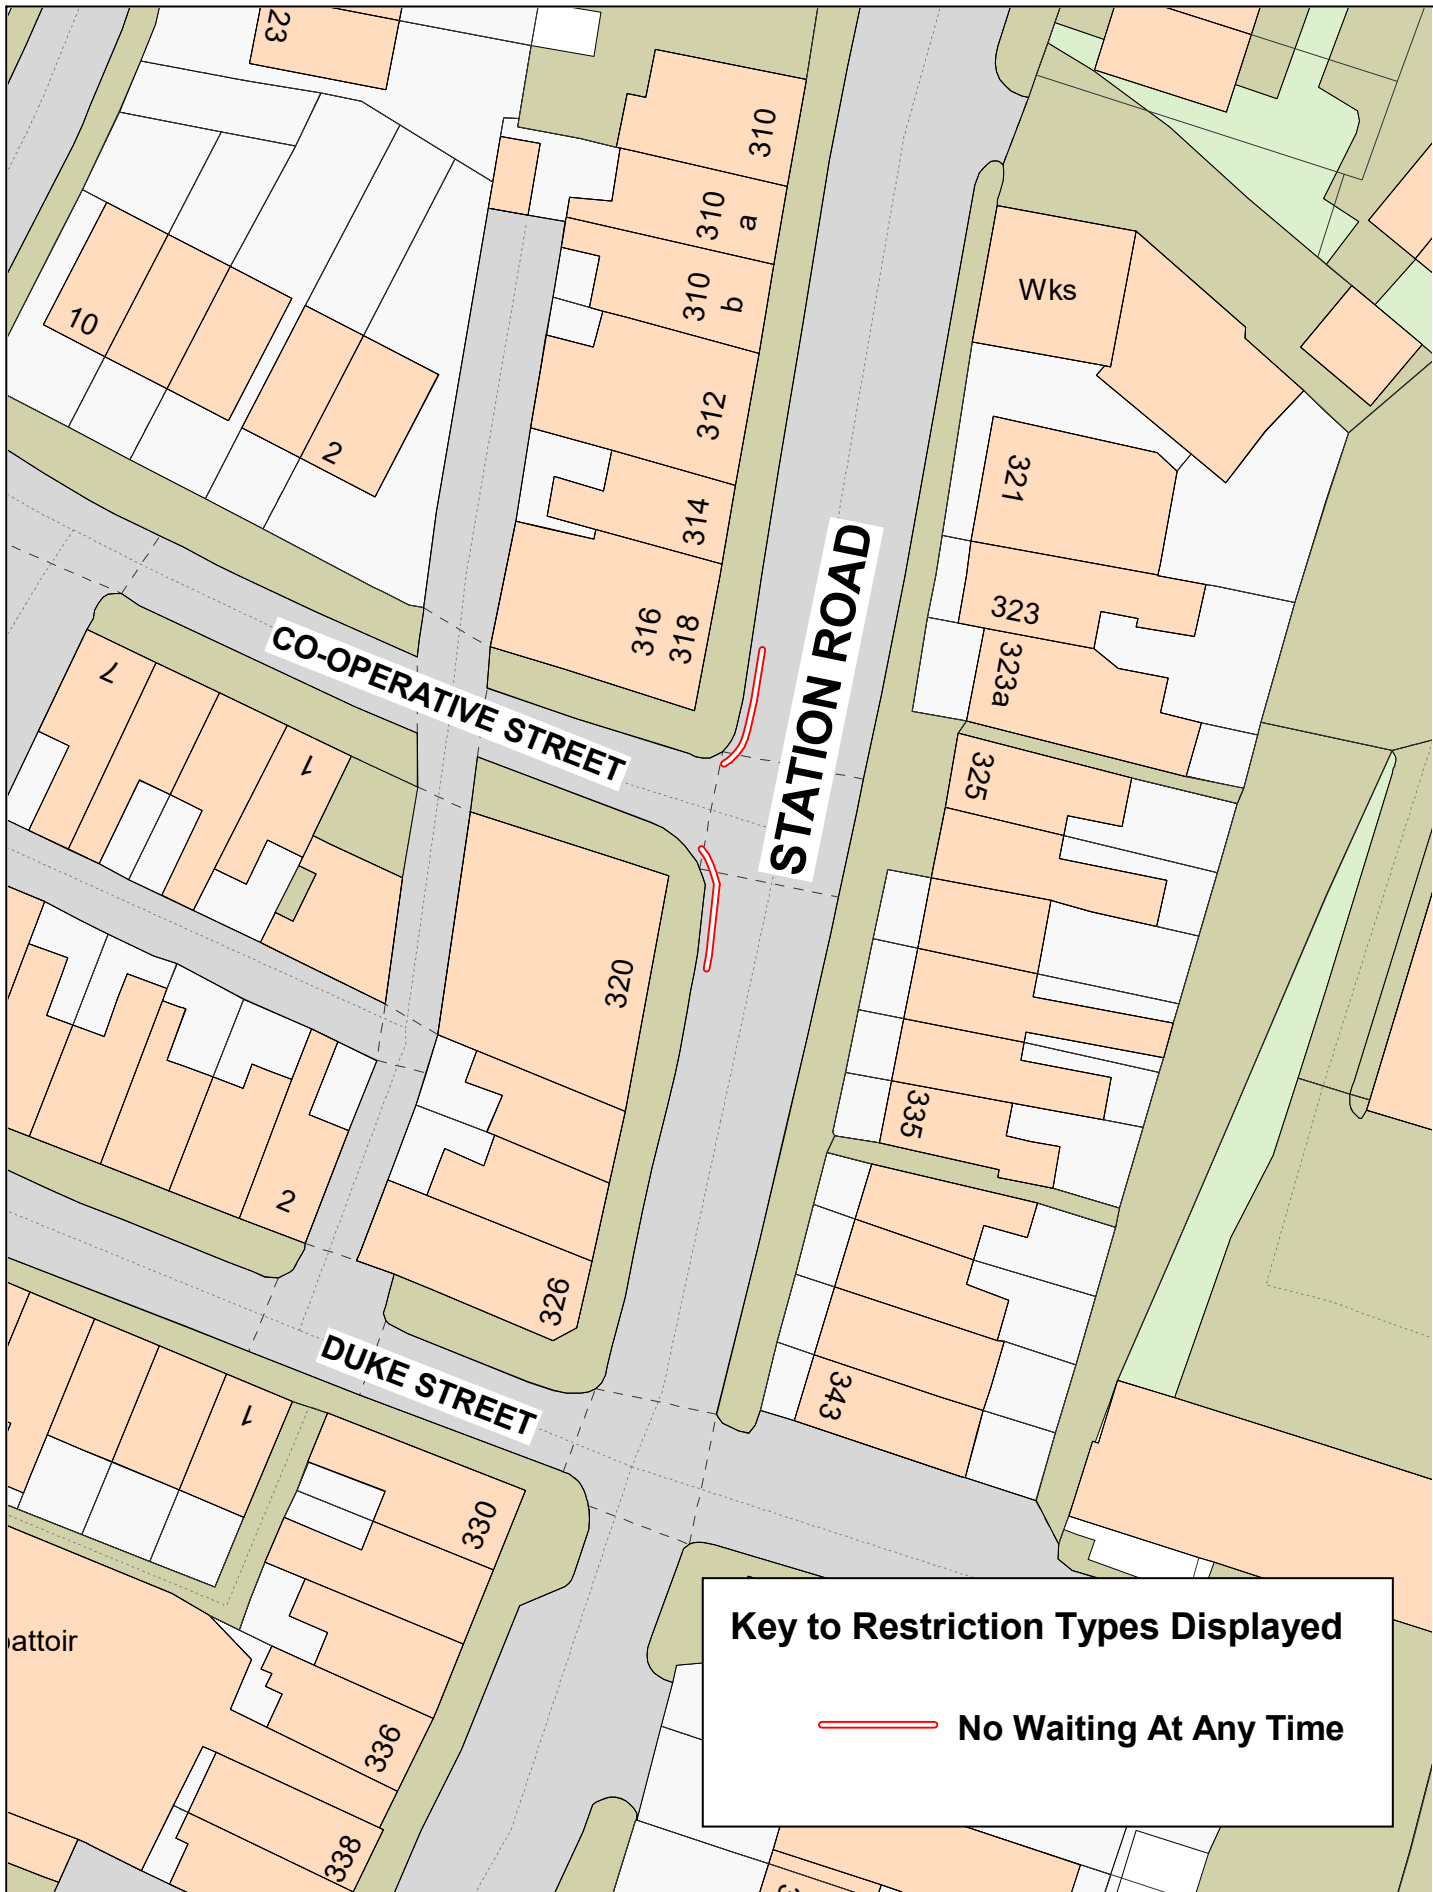 23
310
310
a
310
b
Wks
10
312
2
321
314
323
316
318
STATION ROAD
CO-OPERATIVE STREET
323a
7
1
325
320
335
2
326
DUKE STREET
343
1
330
attoir
336
338
Key to Restriction Types Displayed
No Waiting At Any Time